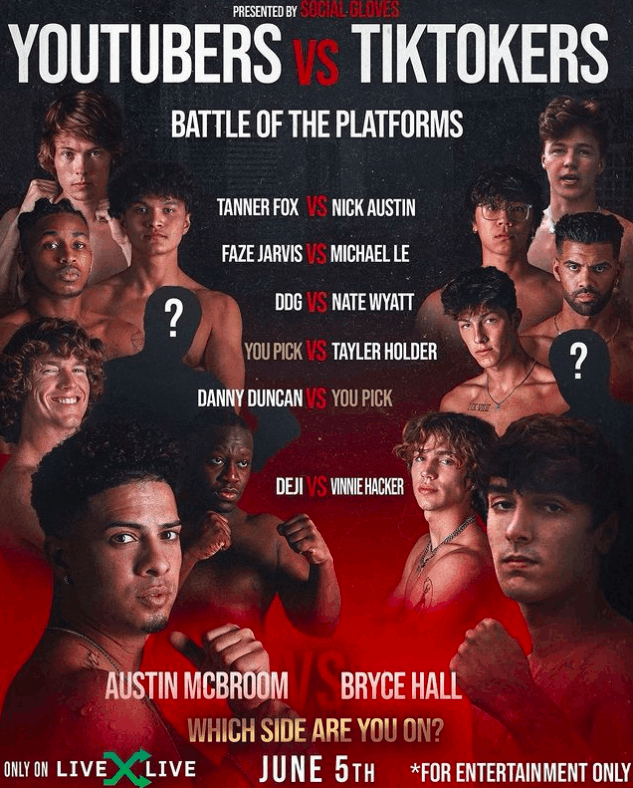 PRESENTED BY SOCIAL GLOVES
YOUTUBERS VS TIKTOKERS
BATTLE OF THE PLATFORMS
TANNER FOX VS NICK AUSTIN
FAZE JARVIS VS MICHAEL LE
DDG VS NATE WYATT
?
YOU PICK VS TAYLER HOLDER
?
DANNY DUNCAN VS YOU PICK
DEJI VS VINNIE HACKER
AUSTIN MCBROOM VS BRYCE HALL
WHICH SIDE ARE YOU ON?
ONLY ON LIVEXLIVE JUNE 5TH *FOR ENTERTAINMENT ONLY